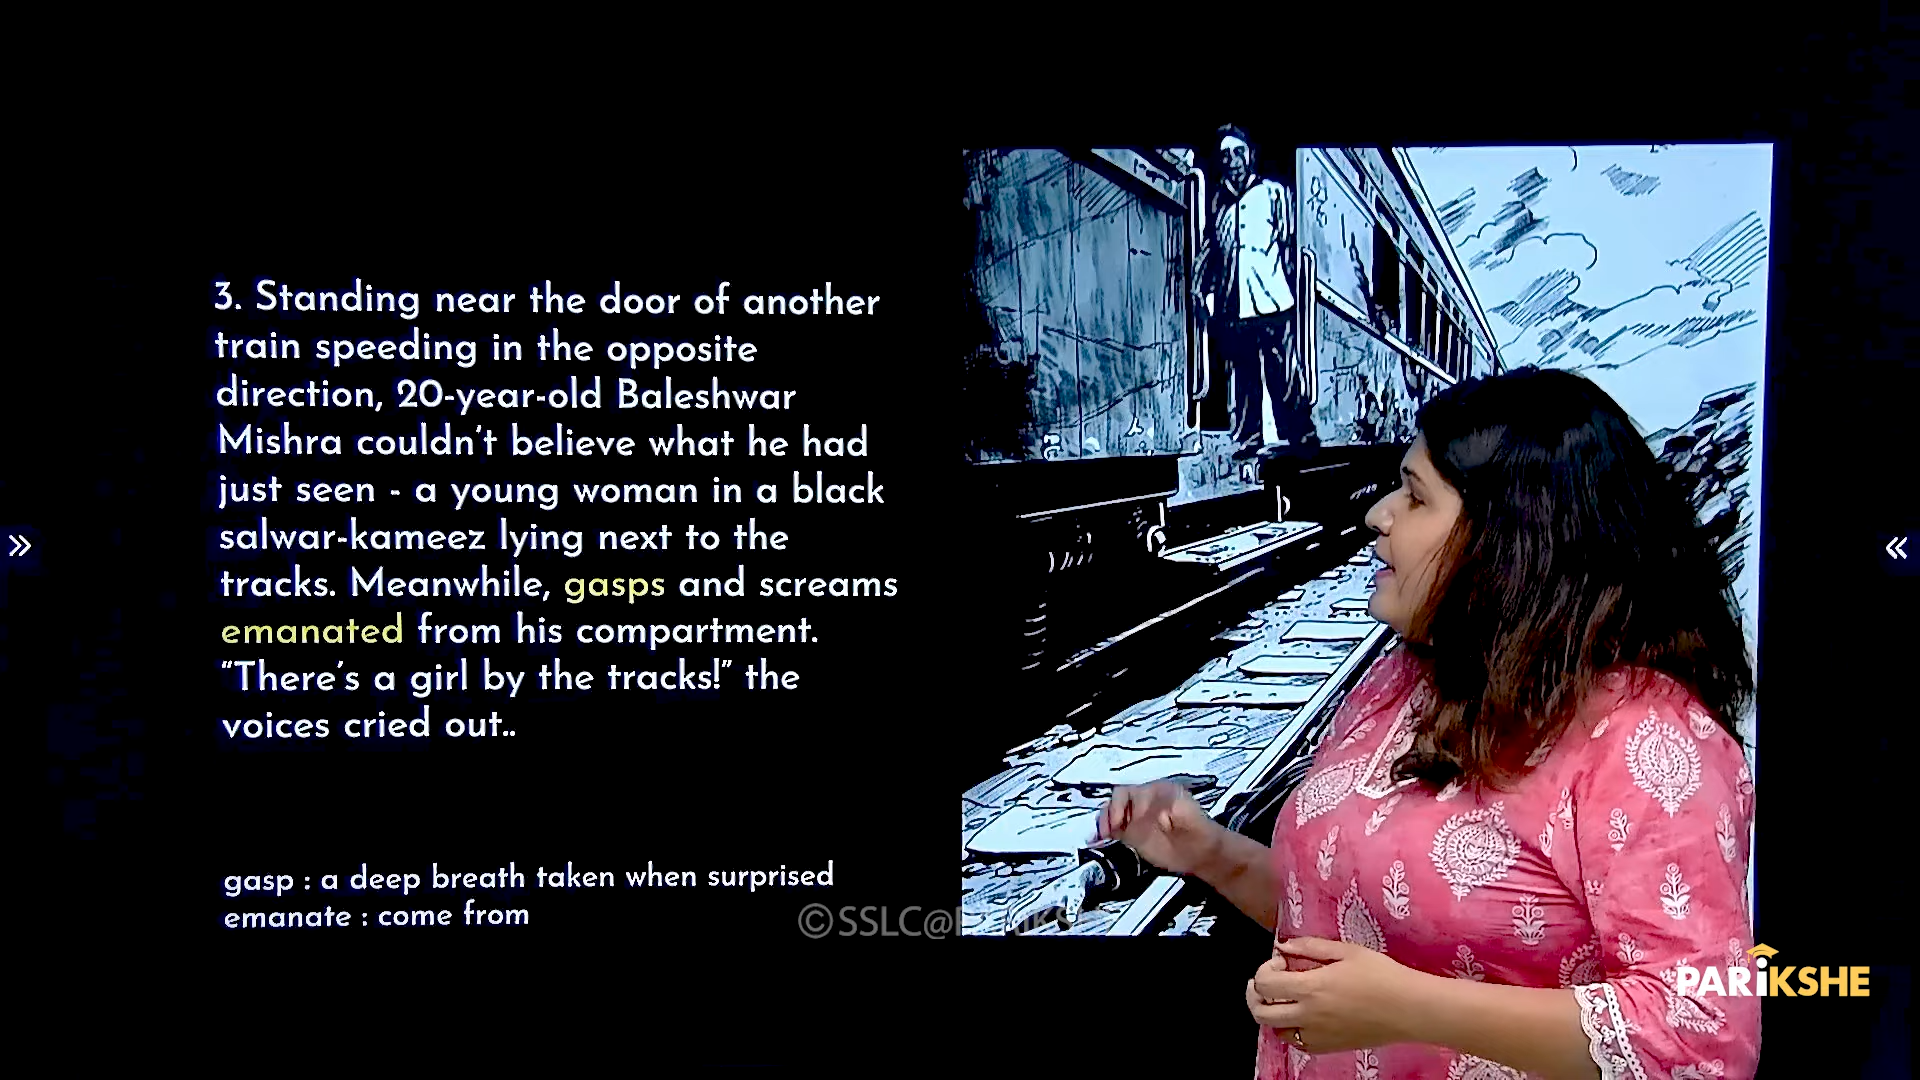 3. Standing near the door of another
train speeding in the opposite
direction, 20-year-old Baleshwar
Mishra couldn't believe what he had
just seen - a young woman in a black
salwar-kameez lying next to the
tracks. Meanwhile, gasps and screams
emanated from his compartment.
"There's a girl by the tracks!" the
voices cried out..
gasp : a deep breath taken when surprised
emanate : come from
PARiKSHE